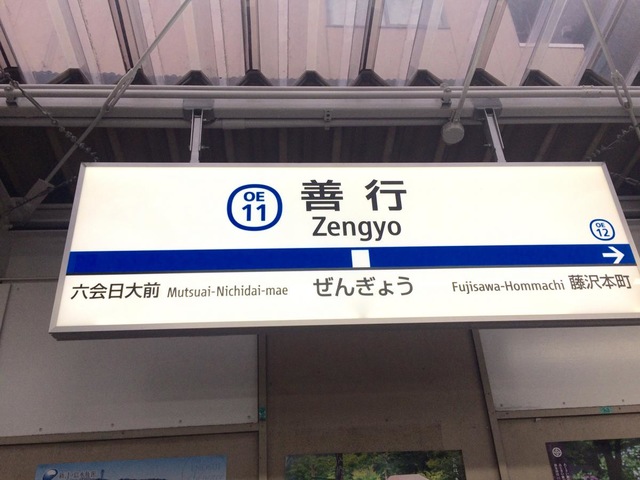 OE
11
善行
Zengyo
OE
12
六会日大前 Mutsuai-Nichidai-mae
ぜんぎょう
Fujisawa-Hommachi 藤沢本町